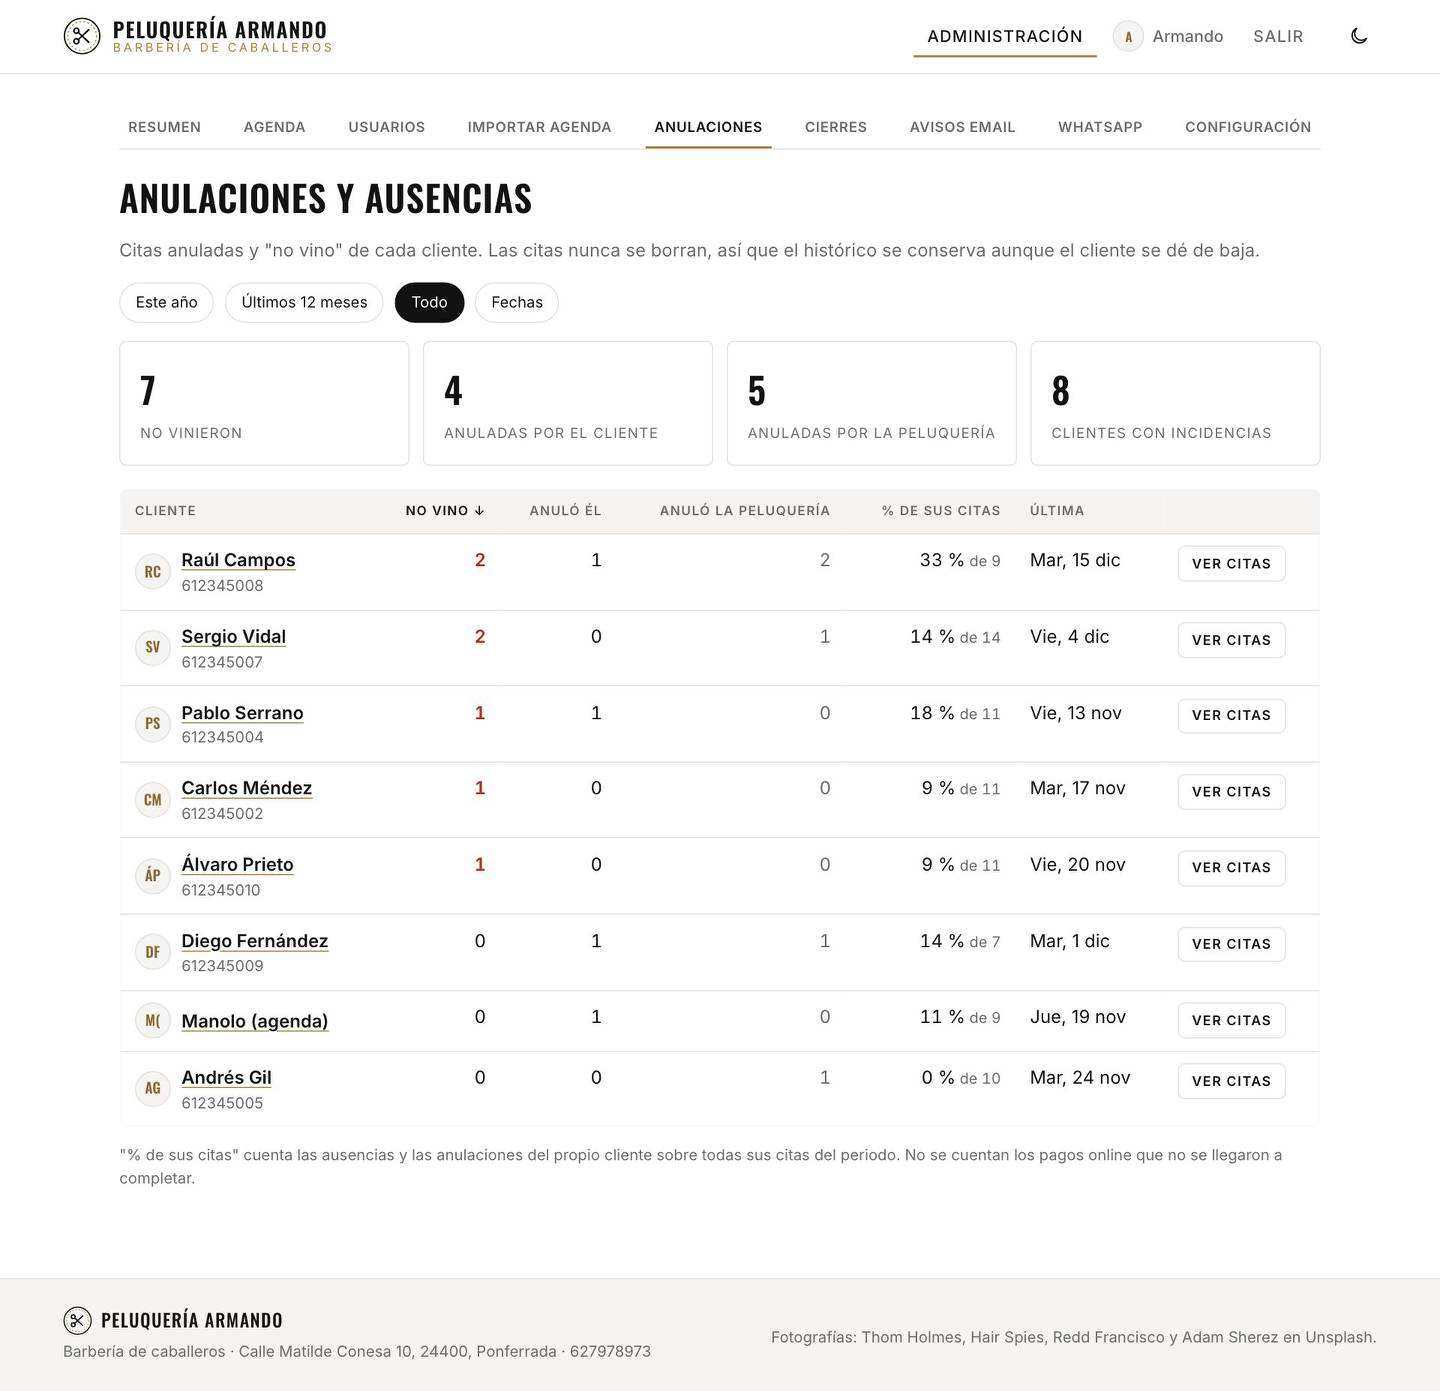 PELUQUERÍA ARMANDO
BARBERÍA DE CABALLEROS
ADMINISTRACIÓN
A
Armando
SALIR
RESUMEN
AGENDA
USUARIOS
IMPORTAR AGENDA
ANULACIONES
CIERRES
AVISOS EMAIL
WHATSAPP
CONFIGURACIÓN
ANULACIONES Y AUSENCIAS
Citas anuladas y "no vino" de cada cliente. Las citas nunca se borran, así que el histórico se conserva aunque el cliente se dé de baja.
Este año
Últimos 12 meses
Todo
Fechas
7
NO VINIERON
4
ANULADAS POR EL CLIENTE
5
ANULADAS POR LA PELUQUERÍA
8
CLIENTES CON INCIDENCIAS
CLIENTE NO VINO ↓ ANULÓ ÉL ANULÓ LA PELUQUERÍA % DE SUS CITAS ÚLTIMA
RC Raúl Campos 2 1 2 33 % de 9 Mar, 15 dic VER CITAS
612345008
SV Sergio Vidal 2 0 1 14 % de 14 Vie, 4 dic VER CITAS
612345007
PS Pablo Serrano 1 1 0 18 % de 11 Vie, 13 nov VER CITAS
612345004
CM Carlos Méndez 1 0 0 9 % de 11 Mar, 17 nov VER CITAS
612345002
ÁP Álvaro Prieto 1 0 0 9 % de 11 Vie, 20 nov VER CITAS
612345010
DF Diego Fernández 0 1 1 14 % de 7 Mar, 1 dic VER CITAS
612345009
M( Manolo (agenda) 0 1 0 11 % de 9 Jue, 19 nov VER CITAS
AG Andrés Gil 0 0 1 0 % de 10 Mar, 24 nov VER CITAS
612345005
"% de sus citas" cuenta las ausencias y las anulaciones del propio cliente sobre todas sus citas del periodo. No se cuentan los pagos online que no se llegaron a
completar.
PELUQUERÍA ARMANDO
Barbería de caballeros · Calle Matilde Conesa 10, 24400, Ponferrada · 627978973
Fotografías: Thom Holmes, Hair Spies, Redd Francisco y Adam Sherez en Unsplash.